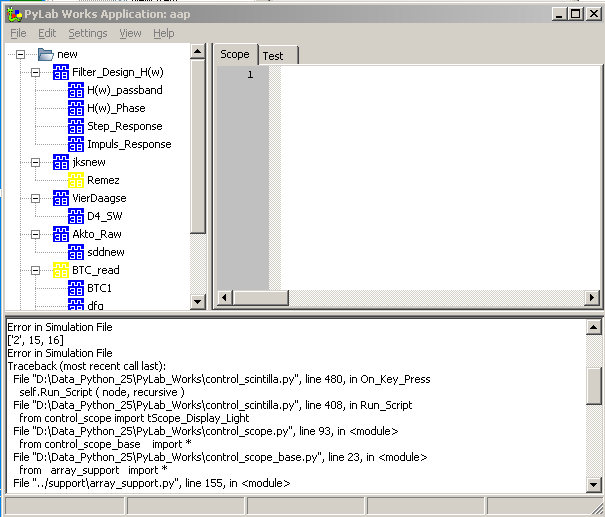 PyLab Works Application: aap
File Edit Settings View Help
new
Filter_Design_H(w)
H(w)_passband
H(w)_Phase
Step_Response
Impuls_Response
jksnew
Remez
VierDaagse
D4_SW
Akto_Raw
sddnew
BTC_read
BTC1
dfg
Scope Test
1
Error in Simulation File
['2', 15, 16]
Error in Simulation File
Traceback (most recent call last):
File "D:\Data_Python_25\PyLab_Works\control_scintilla.py", line 480, in On_Key_Press
self.Run_Script ( node, recursive )
File "D:\Data_Python_25\PyLab_Works\control_scintilla.py", line 408, in Run_Script
from control_scope import tScope_Display_Light
File "D:\Data_Python_25\PyLab_Works\control_scope.py", line 93, in <module>
from control_scope_base import *
File "D:\Data_Python_25\PyLab_Works\control_scope_base.py", line 23, in <module>
from array_support import *
File "../support\array_support.py", line 155, in <module>